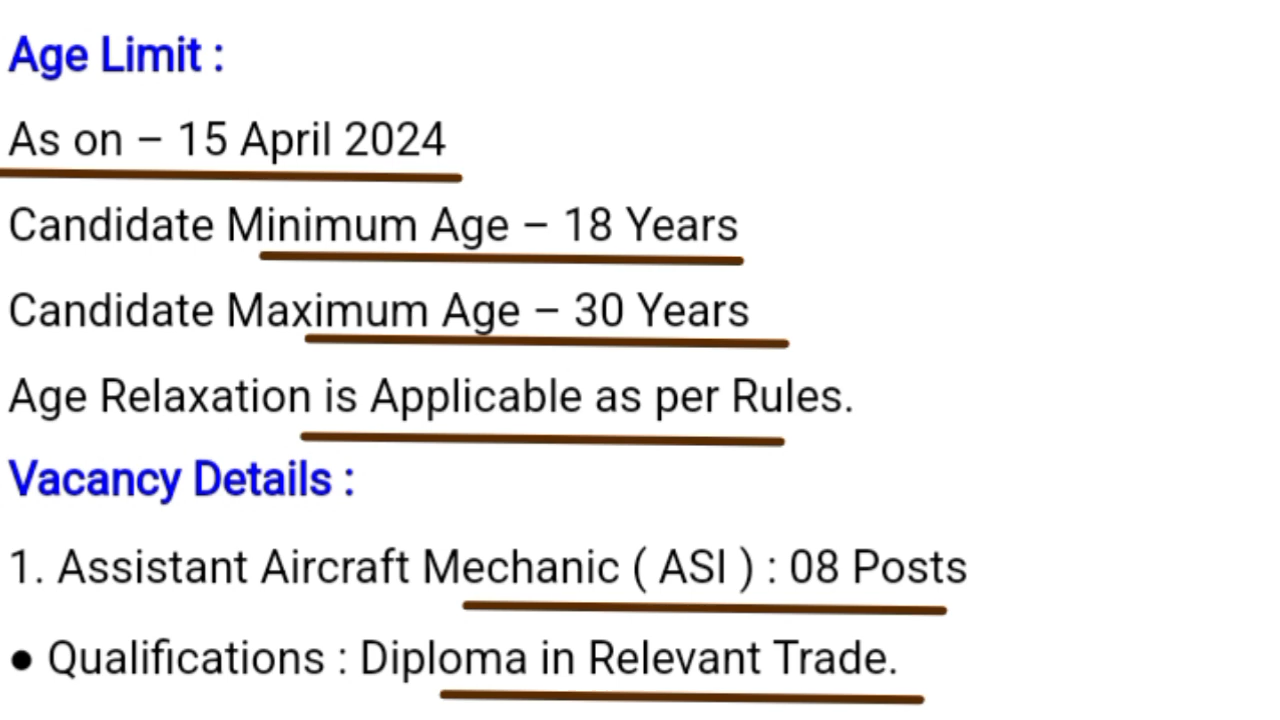 Age Limit :
As on – 15 April 2024
Candidate Minimum Age – 18 Years
Candidate Maximum Age – 30 Years
Age Relaxation is Applicable as per Rules.
Vacancy Details :
1. Assistant Aircraft Mechanic ( ASI ) : 08 Posts
● Qualifications : Diploma in Relevant Trade.